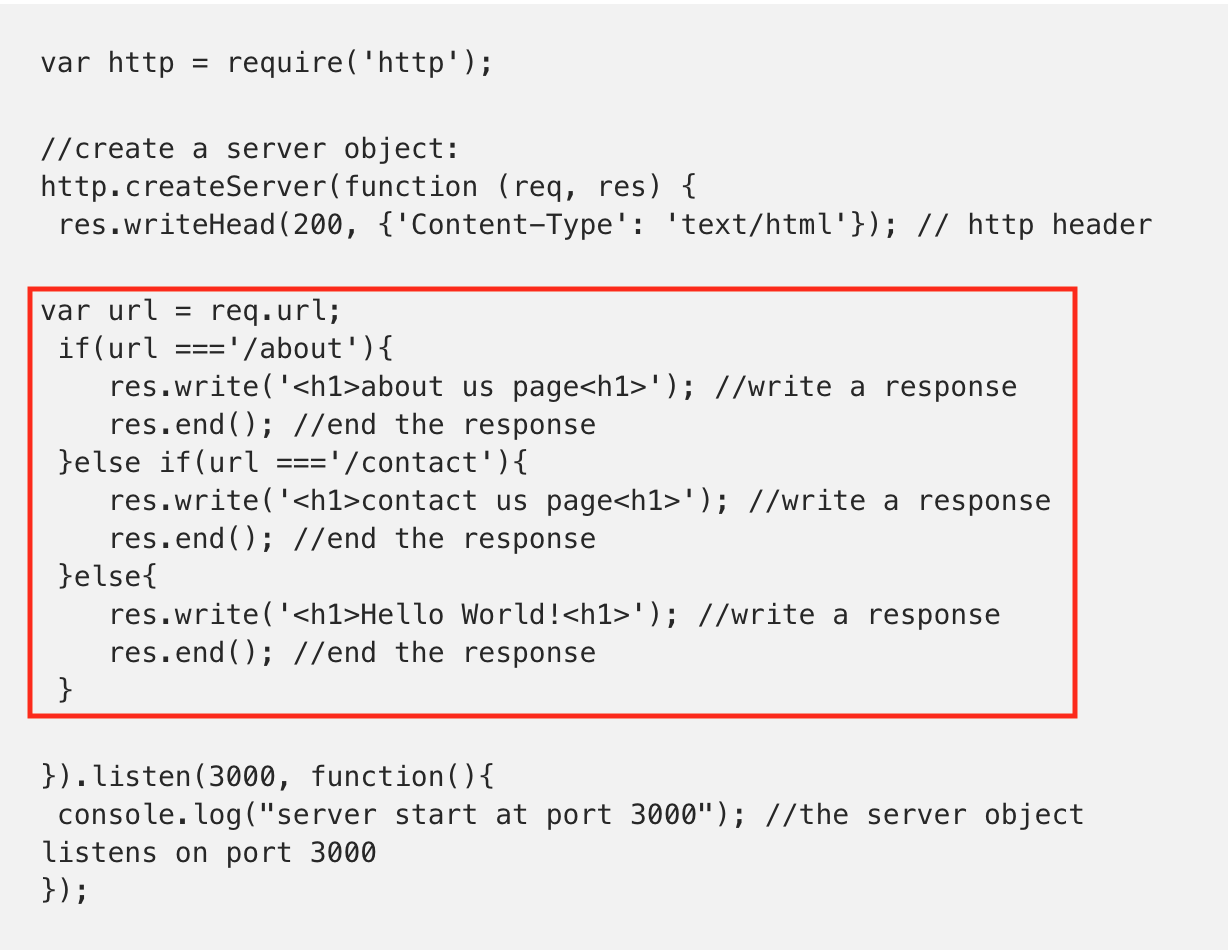 var http = require('http');
//create a server object:
http.createServer(function (req, res) {
 res.writeHead(200, {'Content-Type': 'text/html'}); // http header
var url = req.url;
 if(url ==='/about'){
    res.write('<h1>about us page<h1>'); //write a response
    res.end(); //end the response
 }else if(url ==='/contact'){
    res.write('<h1>contact us page<h1>'); //write a response
    res.end(); //end the response
 }else{
    res.write('<h1>Hello World!<h1>'); //write a response
    res.end(); //end the response
 }
}).listen(3000, function(){
 console.log("server start at port 3000"); //the server object
listens on port 3000
});